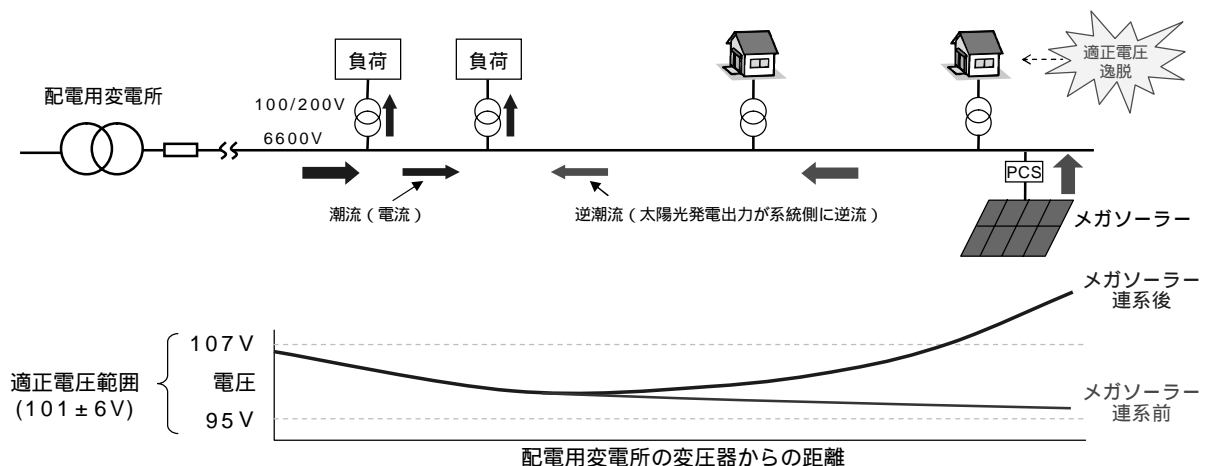 負荷
負荷
適正電圧
逸脱
配電用変電所
100/200V
6600V
PCS
潮流(電流)
逆潮流(太陽光発電出力が系統側に逆流)
メガソーラー
メガソーラー
連系後
107V
適正電圧範囲
(101±6V)
電圧
95V
メガソーラー
連系前
配電用変電所の変圧器からの距離